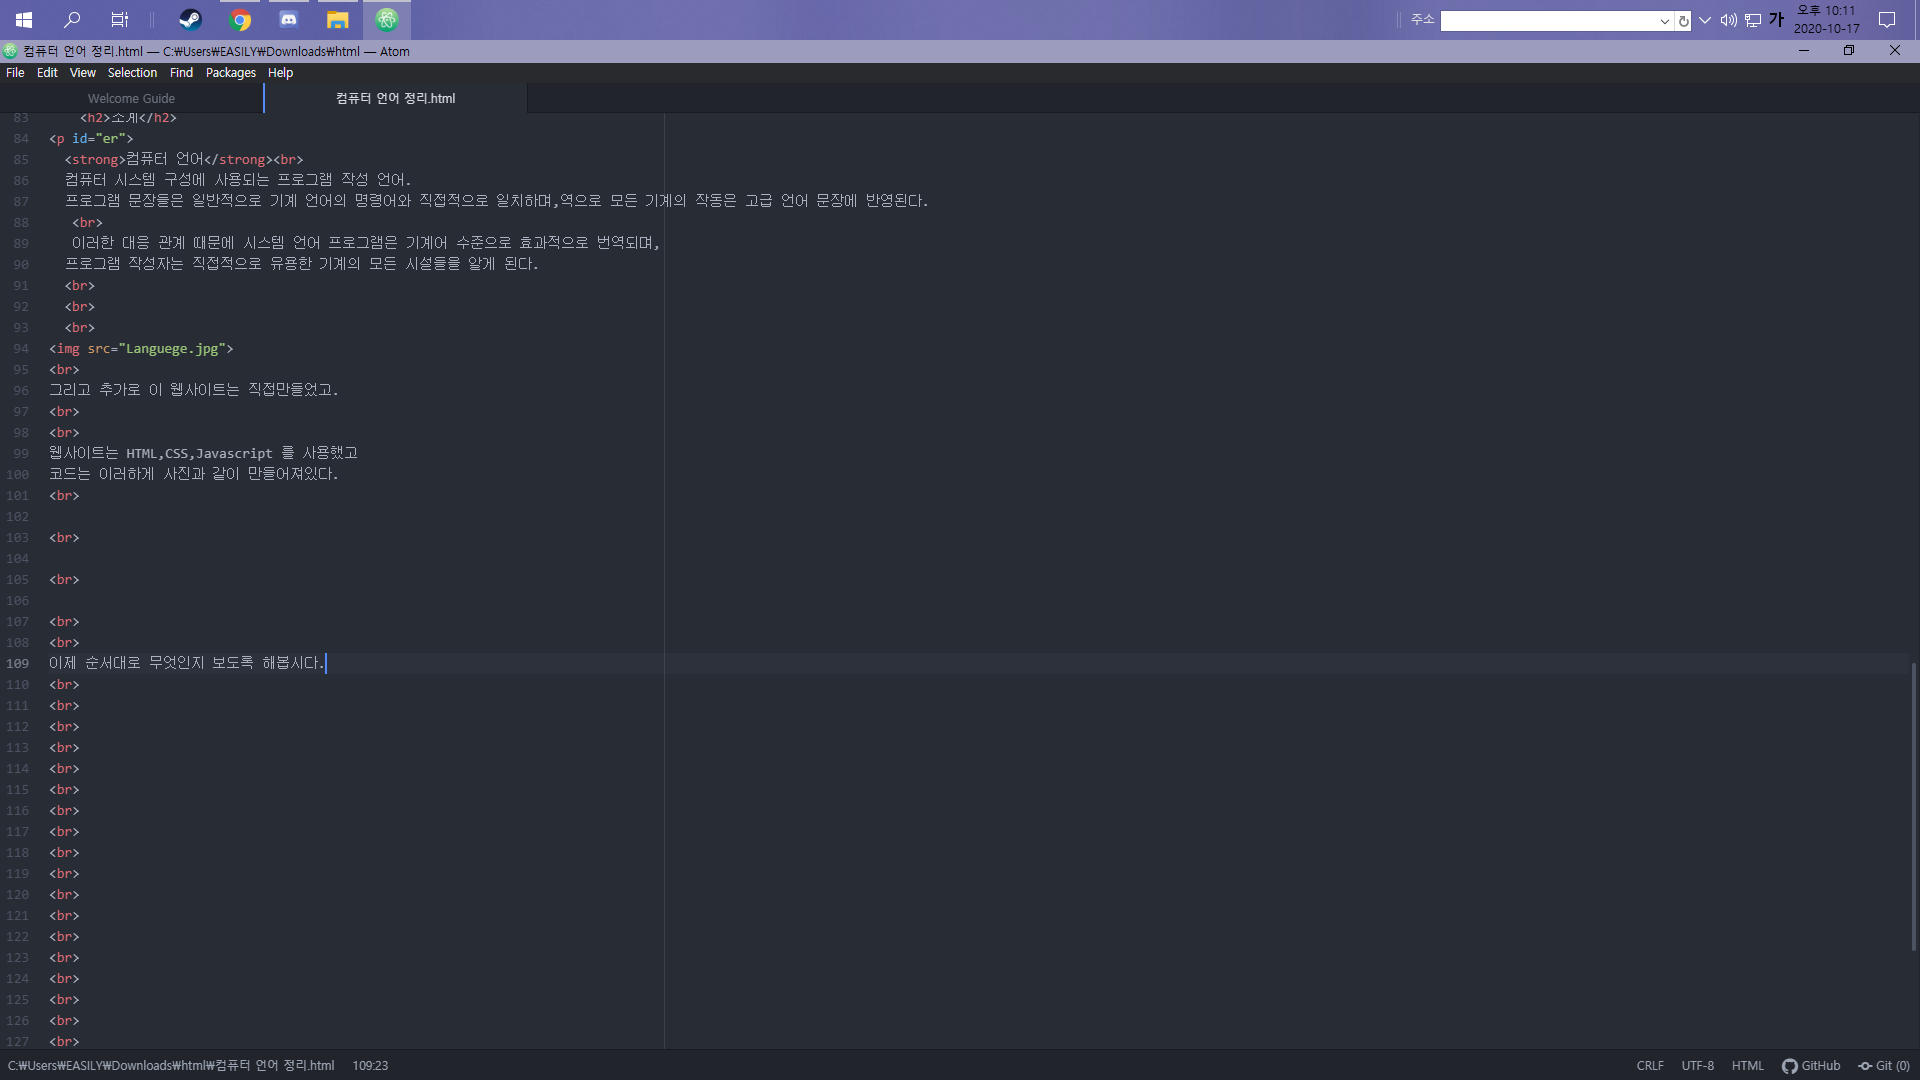 주소
오후 10:11
2020-10-17
가
컴퓨터 언어 정리.html — C:₩Users₩EASILY₩Downloads₩html — Atom
File Edit View Selection Find Packages Help
Welcome Guide
컴퓨터 언어 정리.html
83 <h2>소개</h2>
84 <p id="er">
85 <strong>컴퓨터 언어</strong><br>
86 컴퓨터 시스템 구성에 사용되는 프로그램 작성 언어.
87 프로그램 문장들은 일반적으로 기계 언어의 명령어와 직접적으로 일치하며,역으로 모든 기계의 작동은 고급 언어 문장에 반영된다.
88 <br>
89 이러한 대응 관계 때문에 시스템 언어 프로그램은 기계어 수준으로 효과적으로 번역되며,
90 프로그램 작성자는 직접적으로 유용한 기계의 모든 시설들을 알게 된다.
91 <br>
92 <br>
93 <br>
94 <img src="Languege.jpg">
95 <br>
96 그리고 추가로 이 웹사이트는 직접만들었고.
97 <br>
98 <br>
99 웹사이트는 HTML,CSS,Javascript 를 사용했고
100 코드는 이러하게 사진과 같이 만들어져있다.
101 <br>
102
103 <br>
104
105 <br>
106
107 <br>
108 <br>
109 이제 순서대로 무엇인지 보도록 해봅시다.
110 <br>
111 <br>
112 <br>
113 <br>
114 <br>
115 <br>
116 <br>
117 <br>
118 <br>
119 <br>
120 <br>
121 <br>
122 <br>
123 <br>
124 <br>
125 <br>
126 <br>
127 <br>
C:₩Users₩EASILY₩Downloads₩html₩컴퓨터 언어 정리.html 109:23
CRLF UTF-8 HTML GitHub Git (0)